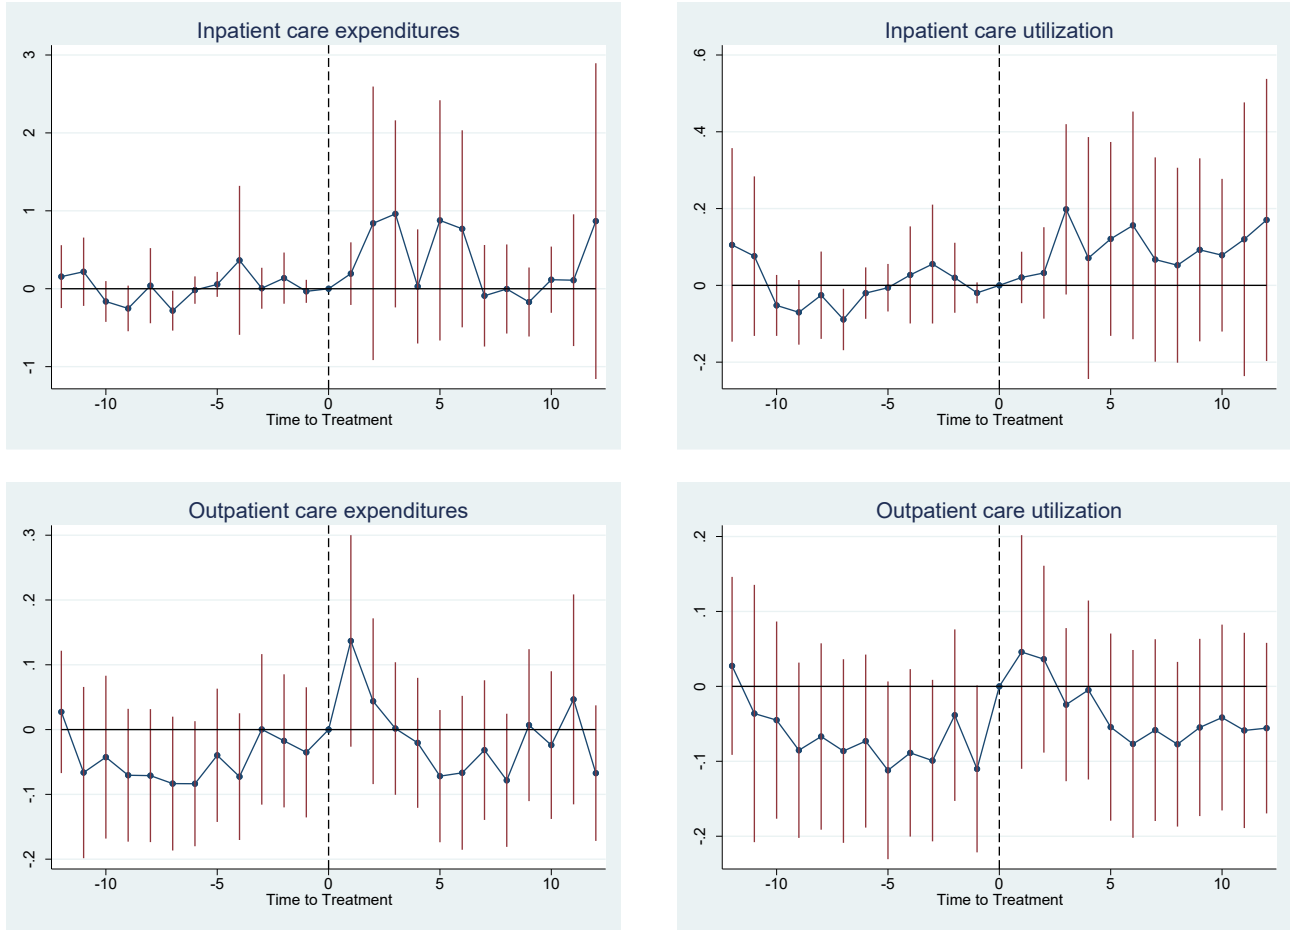 Inpatient care expenditures
3
2
1
0
-1
-10 -5 0 5 10
Time to Treatment
Inpatient care utilization
.6
.4
.2
0
-.2
-10 -5 0 5 10
Time to Treatment
Outpatient care expenditures
.3
.2
.1
0
-.1
-.2
-10 -5 0 5 10
Time to Treatment
Outpatient care utilization
.2
.1
0
-.1
-.2
-10 -5 0 5 10
Time to Treatment